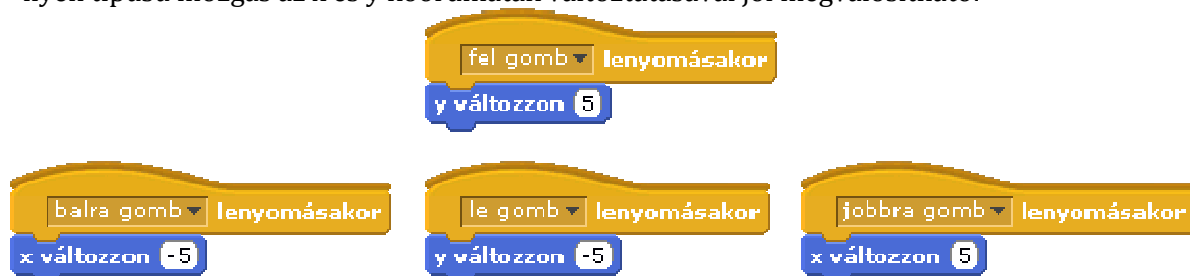 fel gomb lenyomásakor
y változzon 5
balra gomb lenyomásakor
x változzon -5
le gomb lenyomásakor
y változzon -5
jobbra gomb lenyomásakor
x változzon 5